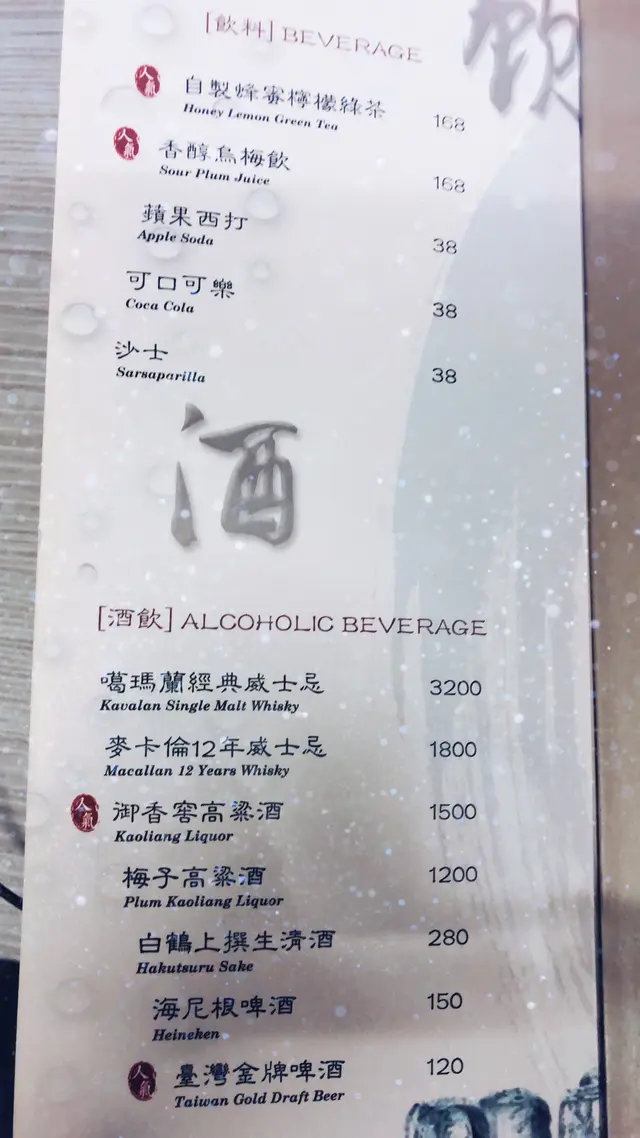 飲
[飲料] BEVERAGE
人氣 自製蜂蜜檸檬綠茶 168
Honey Lemon Green Tea
人氣 香醇烏梅飲 168
Sour Plum Juice
蘋果西打 38
Apple Soda
可口可樂 38
Coca Cola
沙士 38
Sarsaparilla
酒
[酒飲] ALCOHOLIC BEVERAGE
噶瑪蘭經典威士忌 3200
Kavalan Single Malt Whisky
麥卡倫12年威士忌 1800
Macallan 12 Years Whisky
人氣 御香窖高粱酒 1500
Kaoliang Liquor
梅子高粱酒 1200
Plum Kaoliang Liquor
白鶴上撰生清酒 280
Hakutsuru Sake
海尼根啤酒 150
Heineken
人氣 臺灣金牌啤酒 120
Taiwan Gold Draft Beer